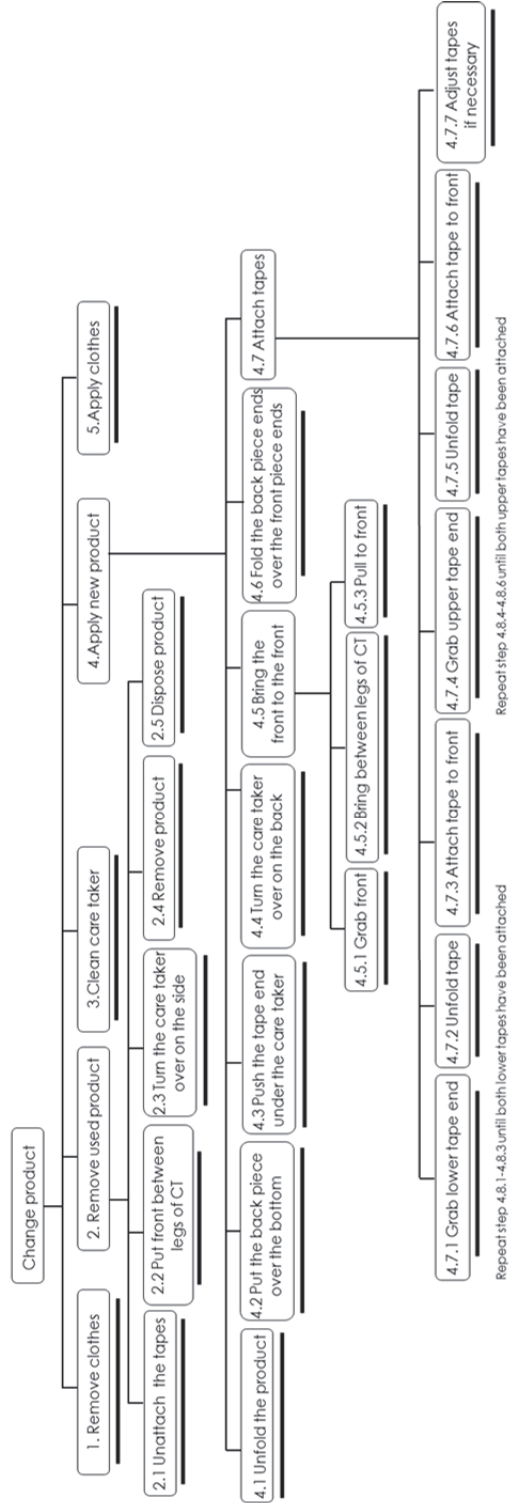 Change product
1. Remove clothes
2. Remove used product
3.Clean care taker
4.Apply new product
5.Apply clothes
2.1 Unattach the tapes
2.2 Put front between
legs of CT
2.3 Turn the care taker
over on the side
2.4 Remove product
2.5 Dispose product
4.1 Unfold the product
4.2 Put the back piece
over the bottom
4.3 Push the tape end
under the care taker
4.4 Turn the care taker
over on the back
4.5 Bring the
front to the front
4.6 Fold the back piece ends
over the front piece ends
4.7 Attach tapes
4.5.1 Grab front
4.5.2 Bring between legs of CT
4.5.3 Pull to front
4.7.1 Grab lower tape end
4.7.2 Unfold tape
4.7.3 Attach tape to front
4.7.4 Grab upper tape end
4.7.5 Unfold tape
4.7.6 Attach tape to front
4.7.7 Adjust tapes
if necessary
Repeat step 4.8.1-4.8.3 until both lower tapes have been attached
Repeat step 4.8.4-4.8.6 until both upper tapes have been attached